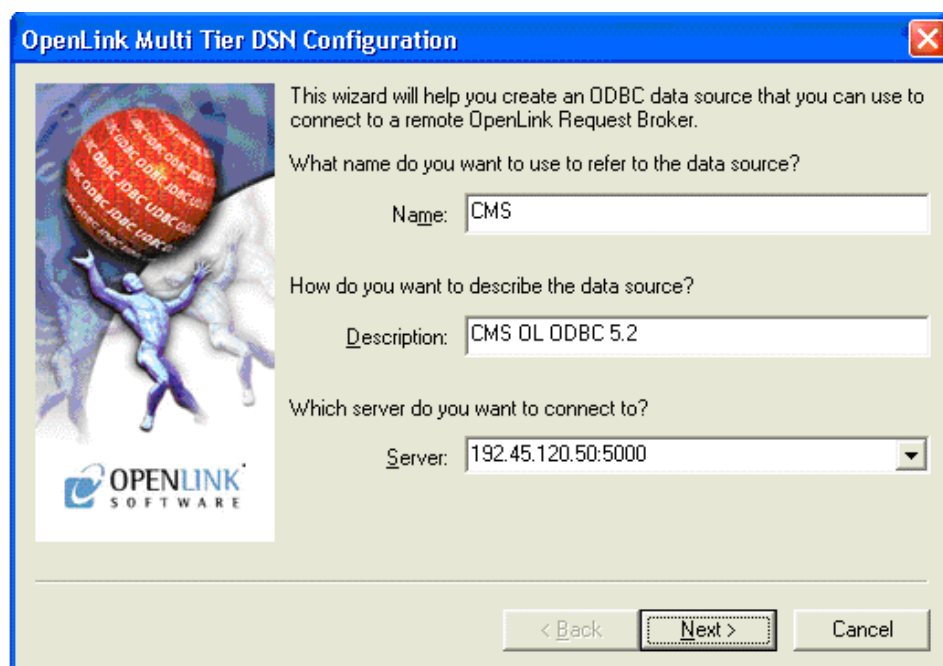 OpenLink Multi Tier DSN Configuration
This wizard will help you create an ODBC data source that you can use to
connect to a remote OpenLink Request Broker.
What name do you want to use to refer to the data source?
Name: CMS
How do you want to describe the data source?
Description: CMS OL ODBC 5.2
Which server do you want to connect to?
Server: 192.45.120.50:5000
OPENLINK
SOFTWARE
< Back
Next >
Cancel